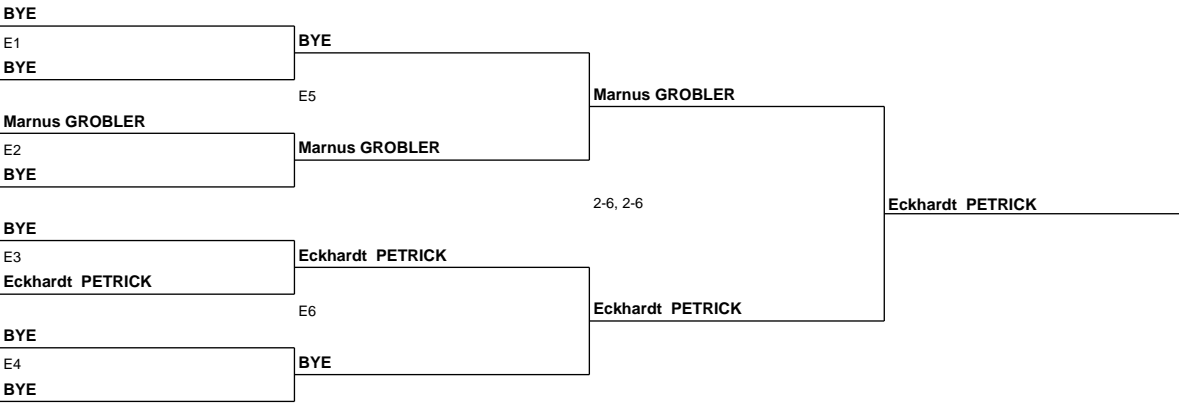 BYE
E1
BYE
BYE
E5
Marnus GROBLER
Marnus GROBLER
E2
Marnus GROBLER
BYE
2-6, 2-6
Eckhardt  PETRICK
BYE
E3
Eckhardt  PETRICK
Eckhardt  PETRICK
E6
Eckhardt  PETRICK
BYE
E4
BYE
BYE